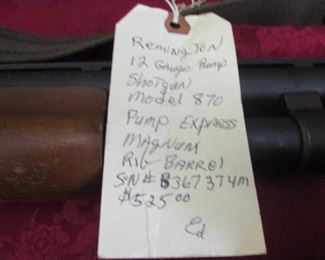 Remington
12 Gauge Pump
Shotgun
Model 870
Pump Express
Magnum
Rib Barrel
S-N# B367374M
$525.00
Ed